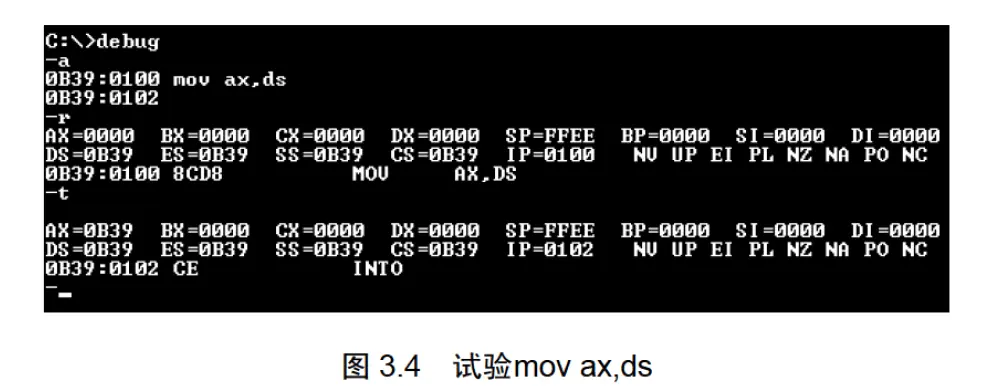 C:\>debug
-a
0B39:0100 mov ax,ds
0B39:0102
-r
AX=0000  BX=0000  CX=0000  DX=0000  SP=FFEE  BP=0000  SI=0000  DI=0000
DS=0B39  ES=0B39  SS=0B39  CS=0B39  IP=0100   NV UP EI PL NZ NA PO NC
0B39:0100 8CD8          MOV     AX,DS
-t
AX=0B39  BX=0000  CX=0000  DX=0000  SP=FFEE  BP=0000  SI=0000  DI=0000
DS=0B39  ES=0B39  SS=0B39  CS=0B39  IP=0102   NV UP EI PL NZ NA PO NC
0B39:0102 CE            INTO
-_
图 3.4 试验mov ax,ds